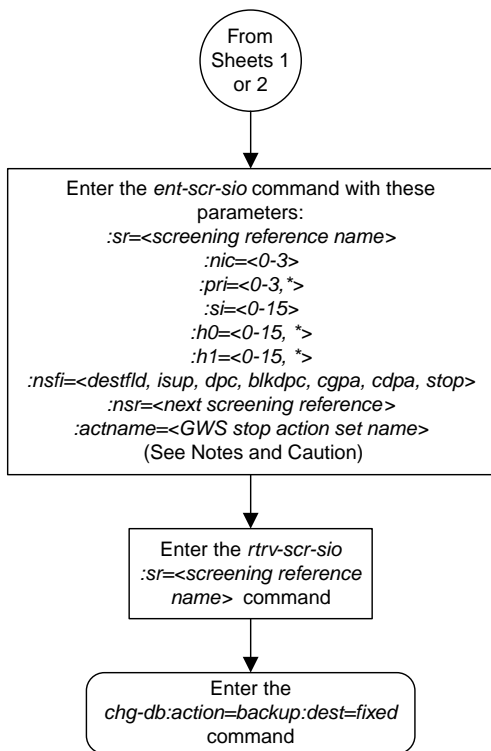 From
Sheets 1
or 2
Enter the ent-scr-sio command with these
parameters:
:sr=<screening reference name>
:nic=<0-3>
:pri=<0-3,*>
:si=<0-15>
:h0=<0-15, *>
:h1=<0-15, *>
:nsfi=<destfld, isup, dpc, blkdpc, cgpa, cdpa, stop>
:nsr=<next screening reference>
:actname=<GWS stop action set name>
(See Notes and Caution)
Enter the rtrv-scr-sio
:sr=<screening reference
name> command
Enter the
chg-db:action=backup:dest=fixed
command